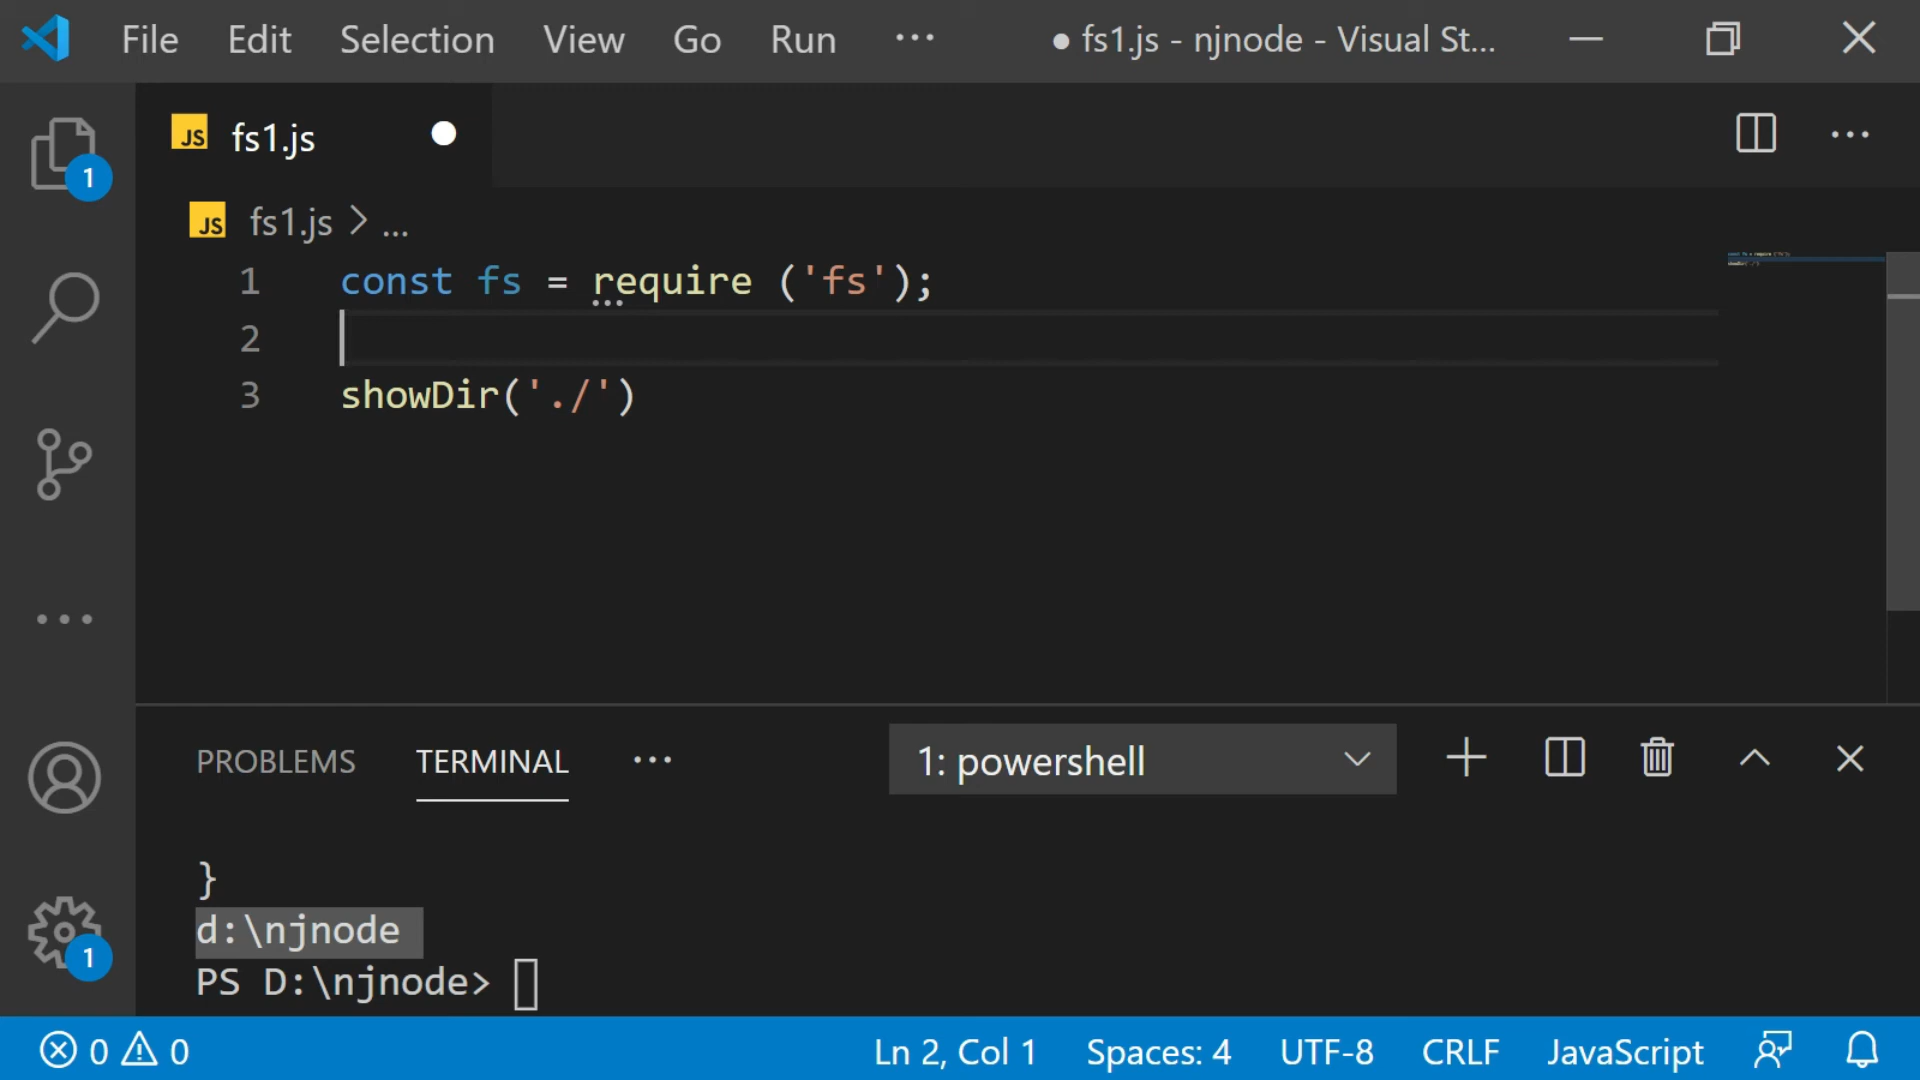 File Edit Selection View Go Run ··· ● fs1.js - njnode - Visual St...
JS fs1.js ●
JS fs1.js > ...
1 const fs = require ('fs');
2
3 showDir('./')
PROBLEMS TERMINAL ··· 1: powershell
}
d:\njnode
PS D:\njnode>
1
1
0 0 Ln 2, Col 1 Spaces: 4 UTF-8 CRLF JavaScript